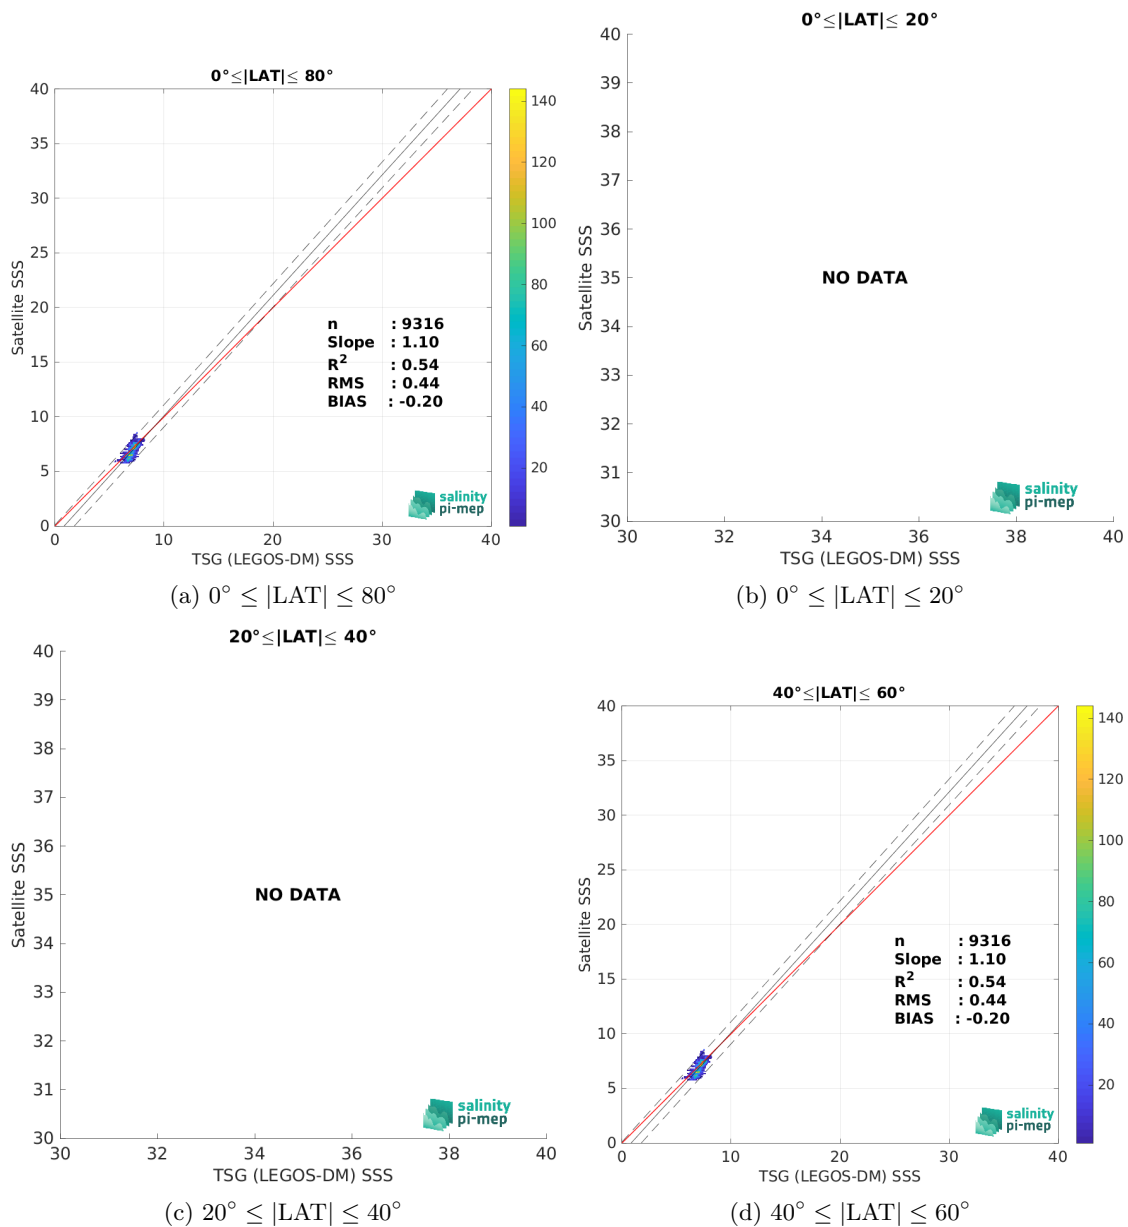 0°≤|LAT|≤ 80°
40
35
30
25
20
15
10
5
0
Satellite SSS
140
120
100
80
60
40
20
n : 9316
Slope : 1.10
R² : 0.54
RMS : 0.44
BIAS : -0.20
salinity
pi-mep
0 10 20 30 40
TSG (LEGOS-DM) SSS
(a) 0° ≤ |LAT| ≤ 80°
0°≤|LAT|≤ 20°
40
39
38
37
36
35
34
33
32
31
30
Satellite SSS
NO DATA
salinity
pi-mep
30 32 34 36 38 40
TSG (LEGOS-DM) SSS
(b) 0° ≤ |LAT| ≤ 20°
20°≤|LAT|≤ 40°
40
39
38
37
36
35
34
33
32
31
30
Satellite SSS
NO DATA
salinity
pi-mep
30 32 34 36 38 40
TSG (LEGOS-DM) SSS
(c) 20° ≤ |LAT| ≤ 40°
40°≤|LAT|≤ 60°
40
35
30
25
20
15
10
5
0
Satellite SSS
140
120
100
80
60
40
20
n : 9316
Slope : 1.10
R² : 0.54
RMS : 0.44
BIAS : -0.20
salinity
pi-mep
0 10 20 30 40
TSG (LEGOS-DM) SSS
(d) 40° ≤ |LAT| ≤ 60°